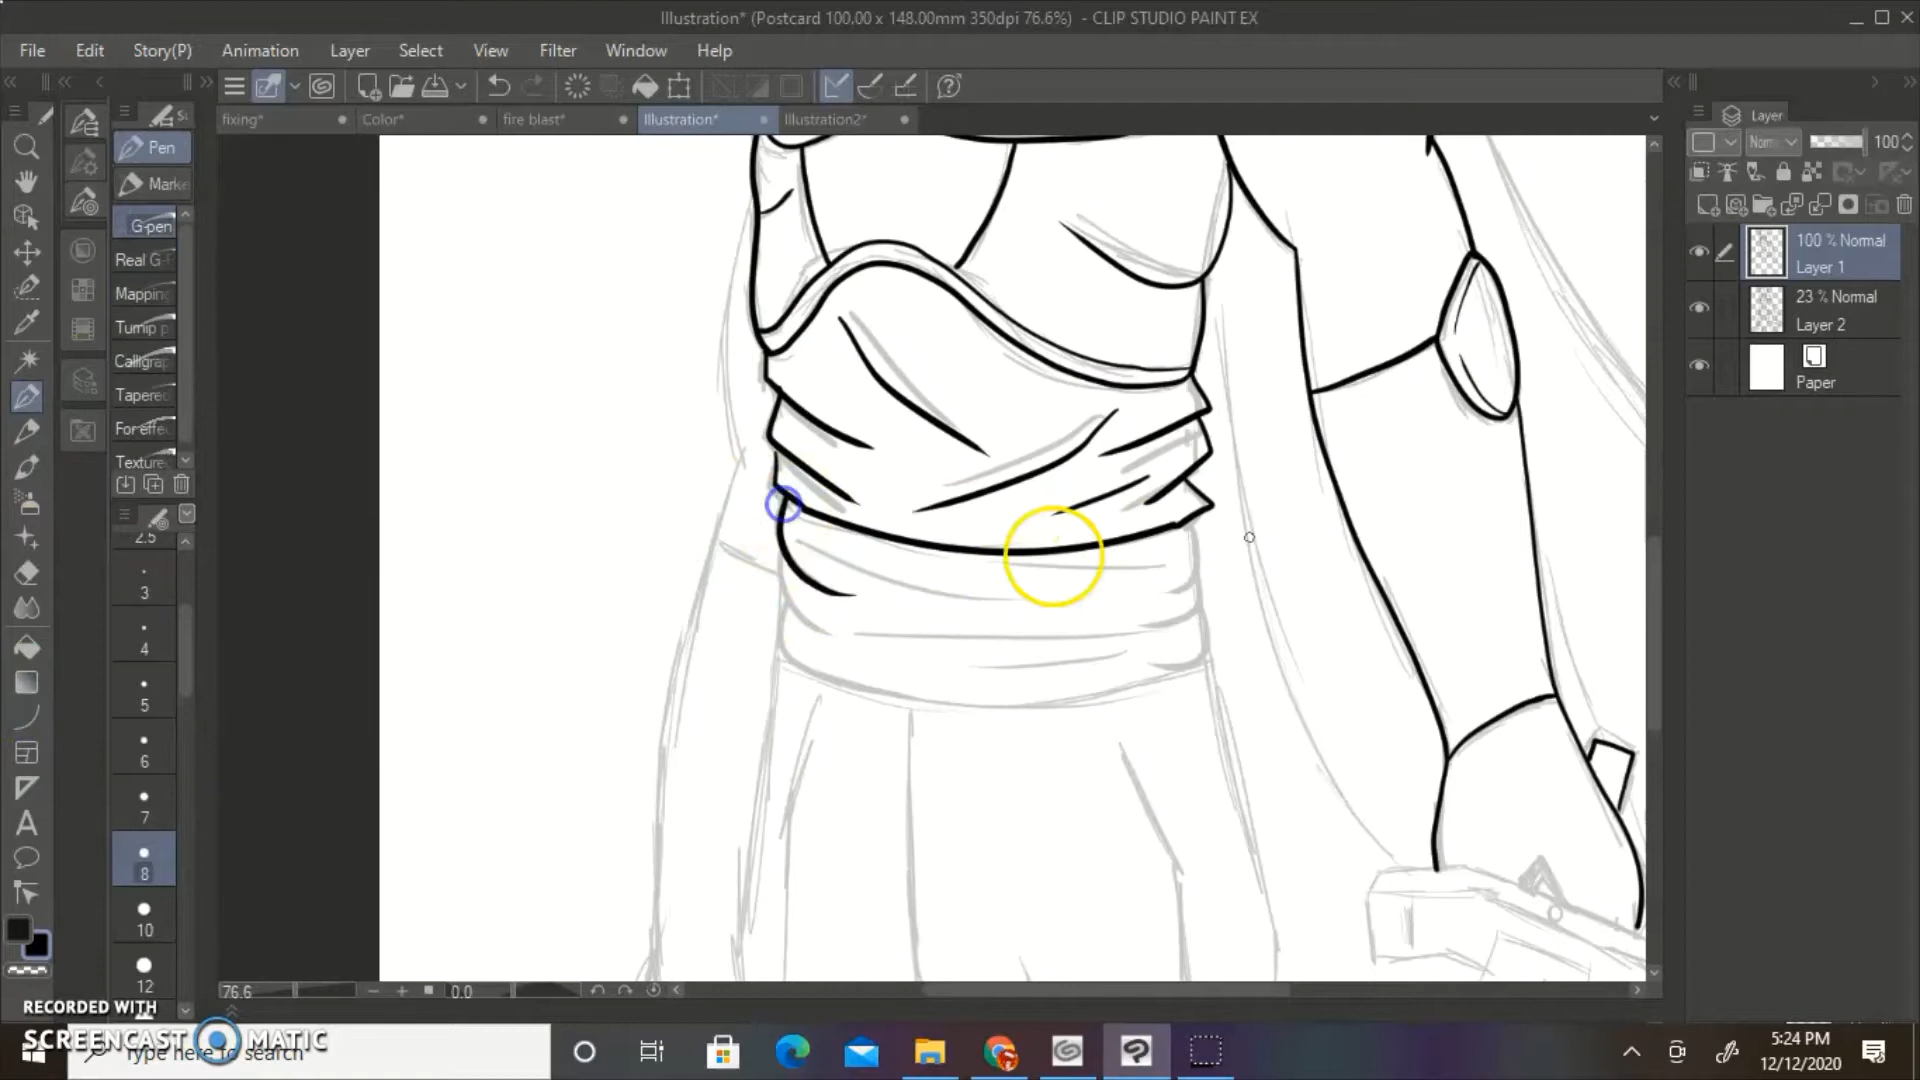 Illustration* (Postcard 100.00 x 148.00mm 350dpi 76.6%) - CLIP STUDIO PAINT EX
File Edit Story(P) Animation Layer Select View Filter Window Help
fixing* Color* fire blast* Illustration* Illustration2*
Pen
Marke
G-pen
Real G-P
Mapping
Turnip p
Calligra
Tapered
For effe
Texture
2.5
3
4
5
6
7
8
10
12
Layer
Norm 100
100 % Normal
Layer 1
23 % Normal
Layer 2
Paper
76.6 0.0
RECORDED WITH
SCREENCAST MATIC
Type here to search
5:24 PM
12/12/2020